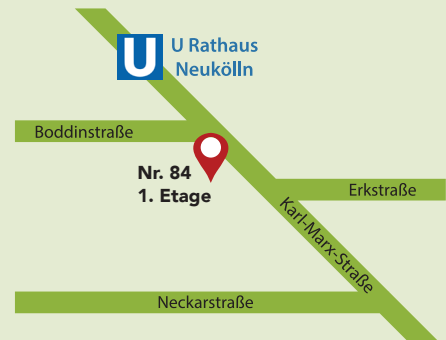 U
U Rathaus
Neukölln
Boddinstraße
Nr. 84
1. Etage
Erkstraße
Karl-Marx-Straße
Neckarstraße